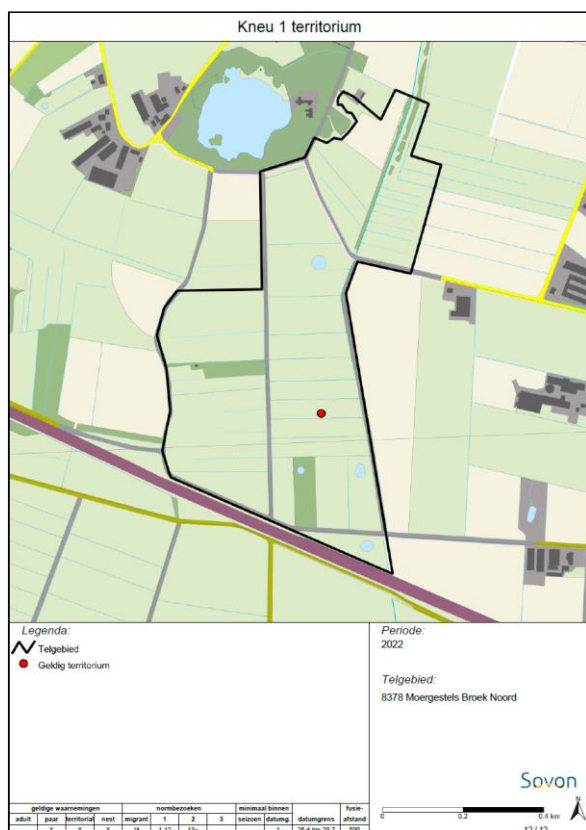 Kneu 1 territorium
Legenda:
Telgebied
Geldig territorium
Periode:
2022
Telgebied:
8378 Moergestels Broek Noord
Sovon
0 0.2 0.4 km
N
geldige waarnemingen normbezoeken minimaal binnen fusie-
adult paar territorial nest migrant 1 2 3 seizoen datumg. datumgrens afstand